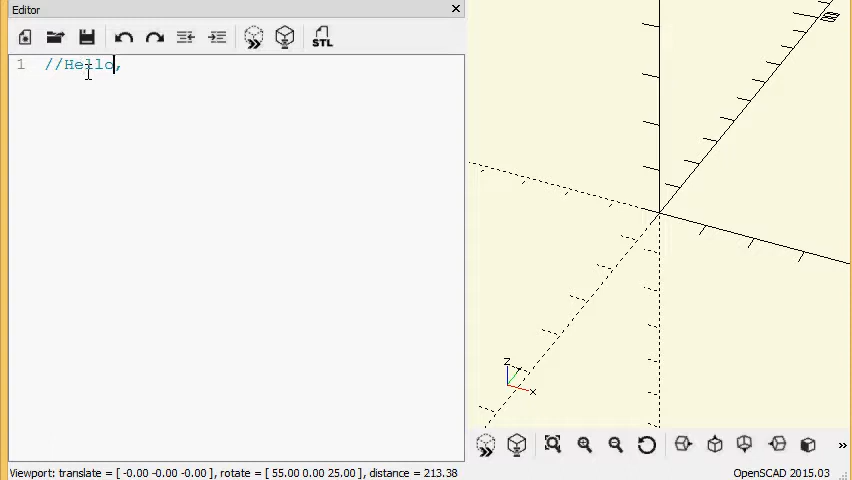 Editor
STL
1 //Hello,
Z
X
Viewport: translate = [ -0.00 -0.00 -0.00 ], rotate = [ 55.00 0.00 25.00 ], distance = 213.38
OpenSCAD 2015.03